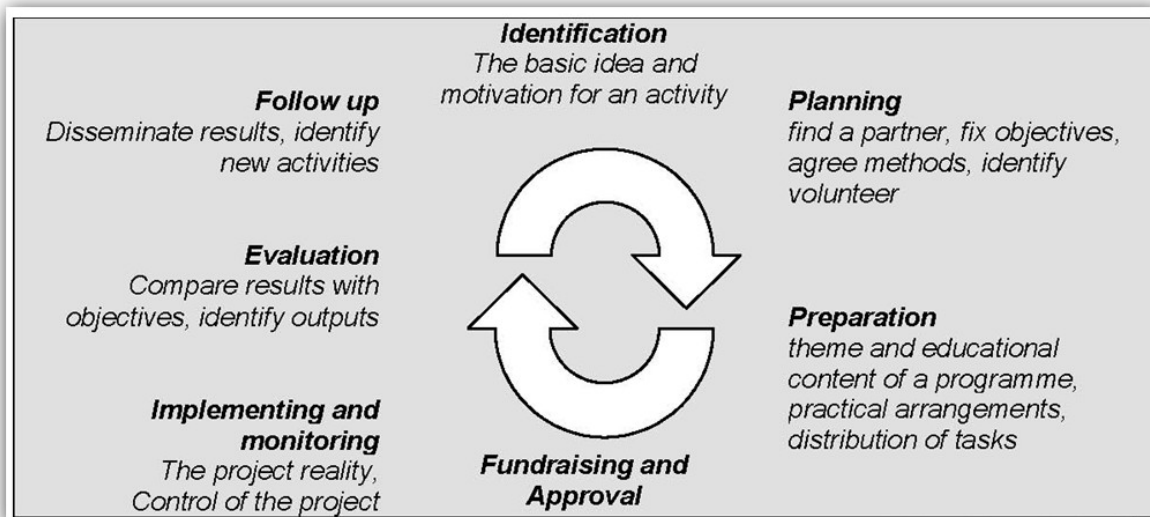 Identification
The basic idea and
motivation for an activity
Planning
find a partner, fix objectives,
agree methods, identify
volunteer
Preparation
theme and educational
content of a programme,
practical arrangements,
distribution of tasks
Fundraising and
Approval
Implementing and
monitoring
The project reality,
Control of the project
Evaluation
Compare results with
objectives, identify outputs
Follow up
Disseminate results, identify
new activities